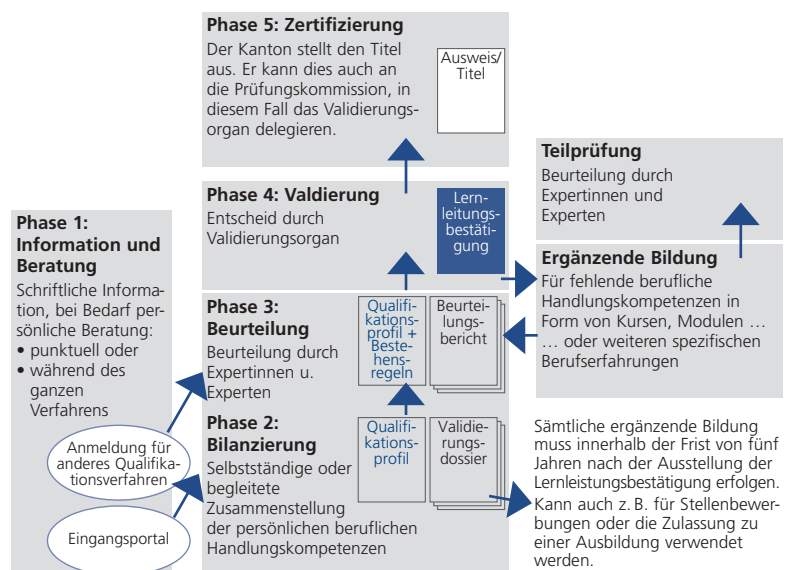 Phase 5: Zertifizierung
Der Kanton stellt den Titel
aus. Er kann dies auch an
die Prüfungskommission, in
diesem Fall das Validierungs-
organ delegieren.
Ausweis/
Titel
Phase 4: Valdierung
Entscheid durch
Validierungsorgan
Lern-
leitungs-
bestäti-
gung
Teilprüfung
Beurteilung durch
Expertinnen und
Experten
Phase 1:
Information und
Beratung
Schriftliche Informa-
tion, bei Bedarf per-
sönliche Beratung:
• punktuell oder
• während des
ganzen
Verfahrens
Anmeldung für
anderes Qualifika-
tionsverfahren
Eingangsportal
Phase 3:
Beurteilung
Beurteilung durch
Expertinnen u.
Experten
Qualifi-
kations-
profil +
Beste-
hens-
regeln
Beurtei-
lungs-
bericht
Ergänzende Bildung
Für fehlende berufliche
Handlungskompetenzen in
Form von Kursen, Modulen …
… oder weiteren spezifischen
Berufserfahrungen
Phase 2:
Bilanzierung
Selbstständige oder
begleitete
Zusammenstellung
der persönlichen beruflichen
Handlungskompetenzen
Qualifi-
kations-
profil
Validie-
rungs-
dossier
Sämtliche ergänzende Bildung
muss innerhalb der Frist von fünf
Jahren nach der Ausstellung der
Lernleistungsbestätigung erfolgen.
Kann auch z. B. für Stellenbewer-
bungen oder die Zulassung zu
einer Ausbildung verwendet
werden.